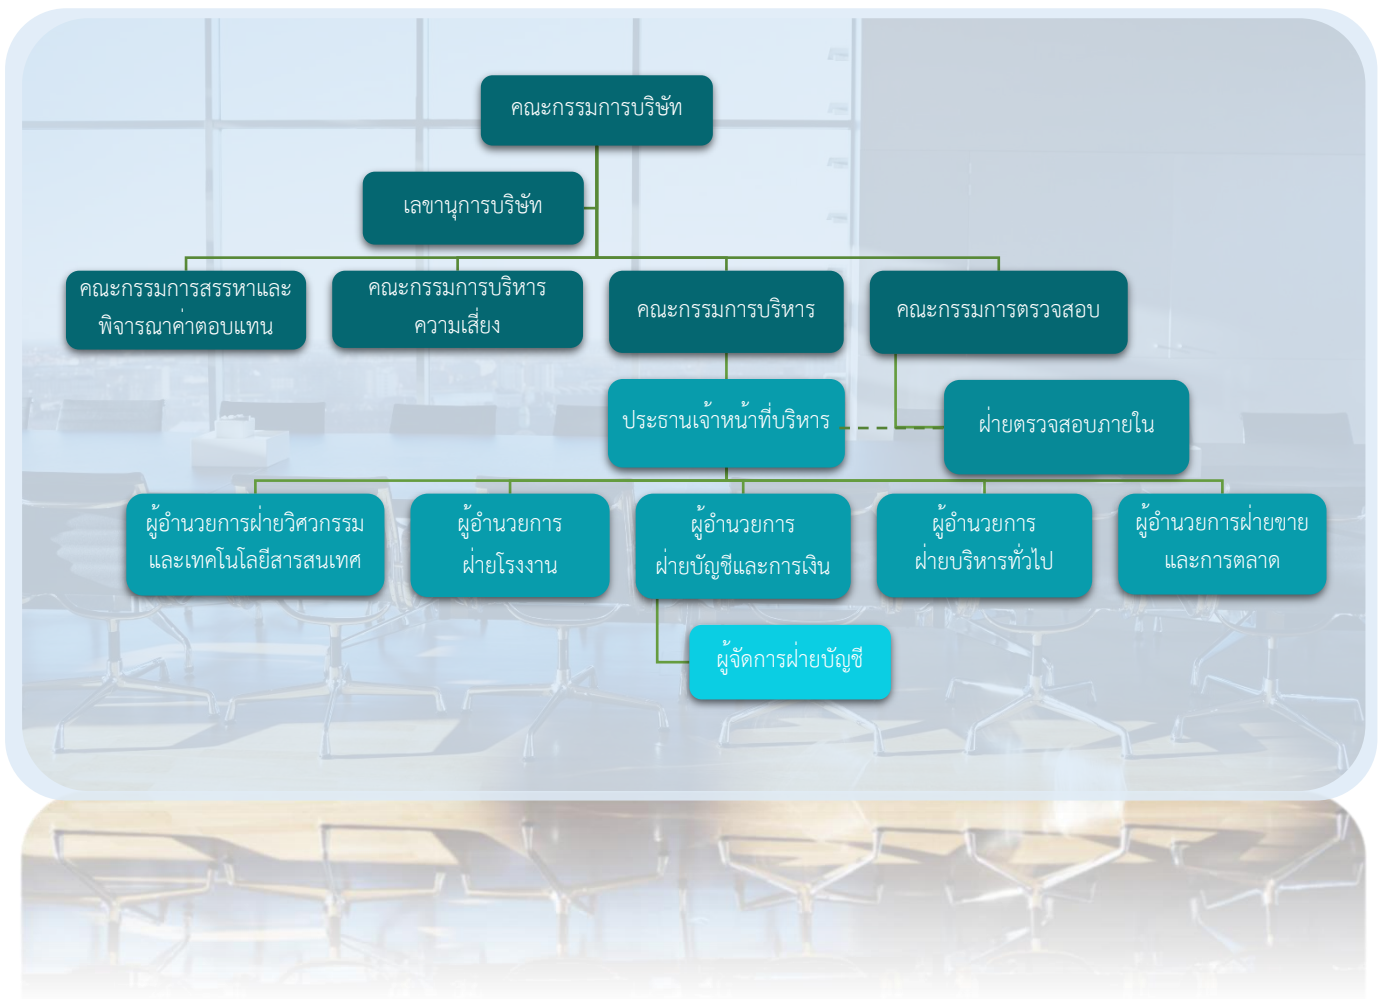 คณะกรรมการบริษัท
เลขานุการบริษัท
คณะกรรมการสรรหาและ
พิจารณาค่าตอบแทน
คณะกรรมการบริหาร
ความเสี่ยง
คณะกรรมการบริหาร
คณะกรรมการตรวจสอบ
ประธานเจ้าหน้าที่บริหาร
ฝ่ายตรวจสอบภายใน
ผู้อำนวยการฝ่ายวิศวกรรม
และเทคโนโลยีสารสนเทศ
ผู้อำนวยการ
ฝ่ายโรงงาน
ผู้อำนวยการ
ฝ่ายบัญชีและการเงิน
ผู้อำนวยการ
ฝ่ายบริหารทั่วไป
ผู้อำนวยการฝ่ายขาย
และการตลาด
ผู้จัดการฝ่ายบัญชี